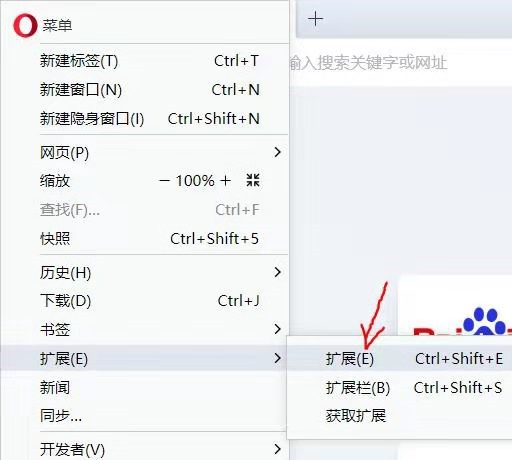 菜单
新建标签(T) Ctrl+T
输入搜索关键字或网址
新建窗口(N) Ctrl+N
新建隐身窗口(I) Ctrl+Shift+N
网页(P)
缩放 − 100% +
查找(F)... Ctrl+F
快照 Ctrl+Shift+5
历史(H)
下载(D) Ctrl+J
书签
扩展(E)
扩展(E) Ctrl+Shift+E
扩展栏(B) Ctrl+Shift+S
获取扩展
新闻
同步...
开发者(V)